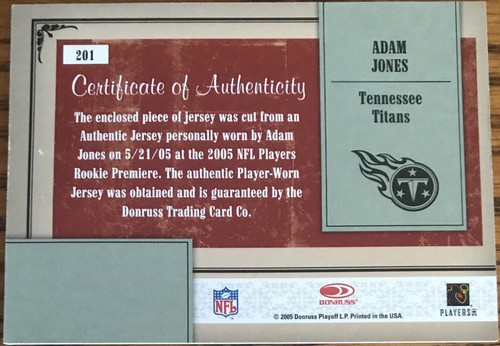 201
Certificate of Authenticity
The enclosed piece of jersey was cut from an
Authentic Jersey personally worn by Adam
Jones on 5/21/05 at the 2005 NFL Players
Rookie Premiere. The authentic Player-Worn
Jersey was obtained and is guaranteed by the
Donruss Trading Card Co.
ADAM
JONES
Tennessee
Titans
T
NFL
DONRUSS
PLAYERS INC
© 2005 Donruss Playoff L.P. Printed in the USA.